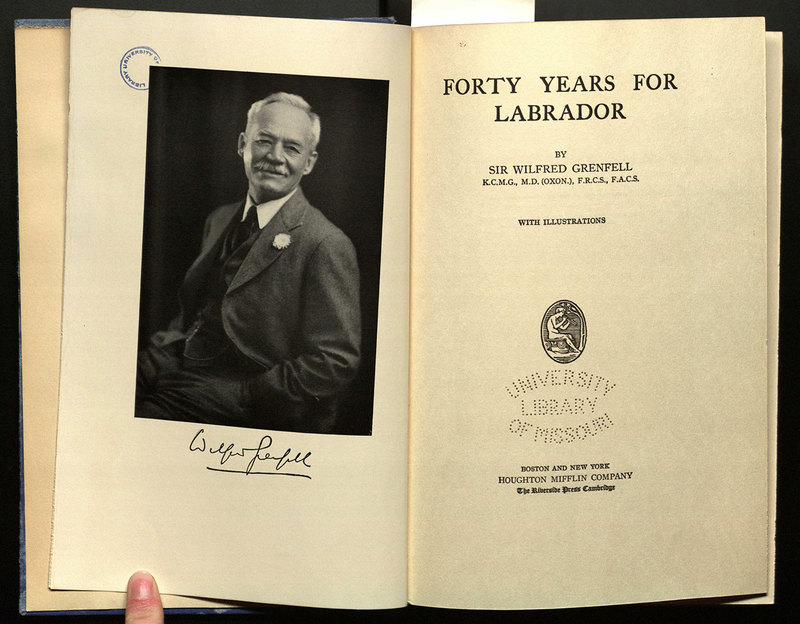 LIBRARY UNIVERSITY OF
Wilfred Grenfell
FORTY YEARS FOR
LABRADOR
BY
SIR WILFRED GRENFELL
K.C.M.G., M.D. (OXON.), F.R.C.S., F.A.C.S.
WITH ILLUSTRATIONS
UNIVERSITY
LIBRARY
OF MISSOURI
BOSTON AND NEW YORK
HOUGHTON MIFFLIN COMPANY
The Riverside Press Cambridge